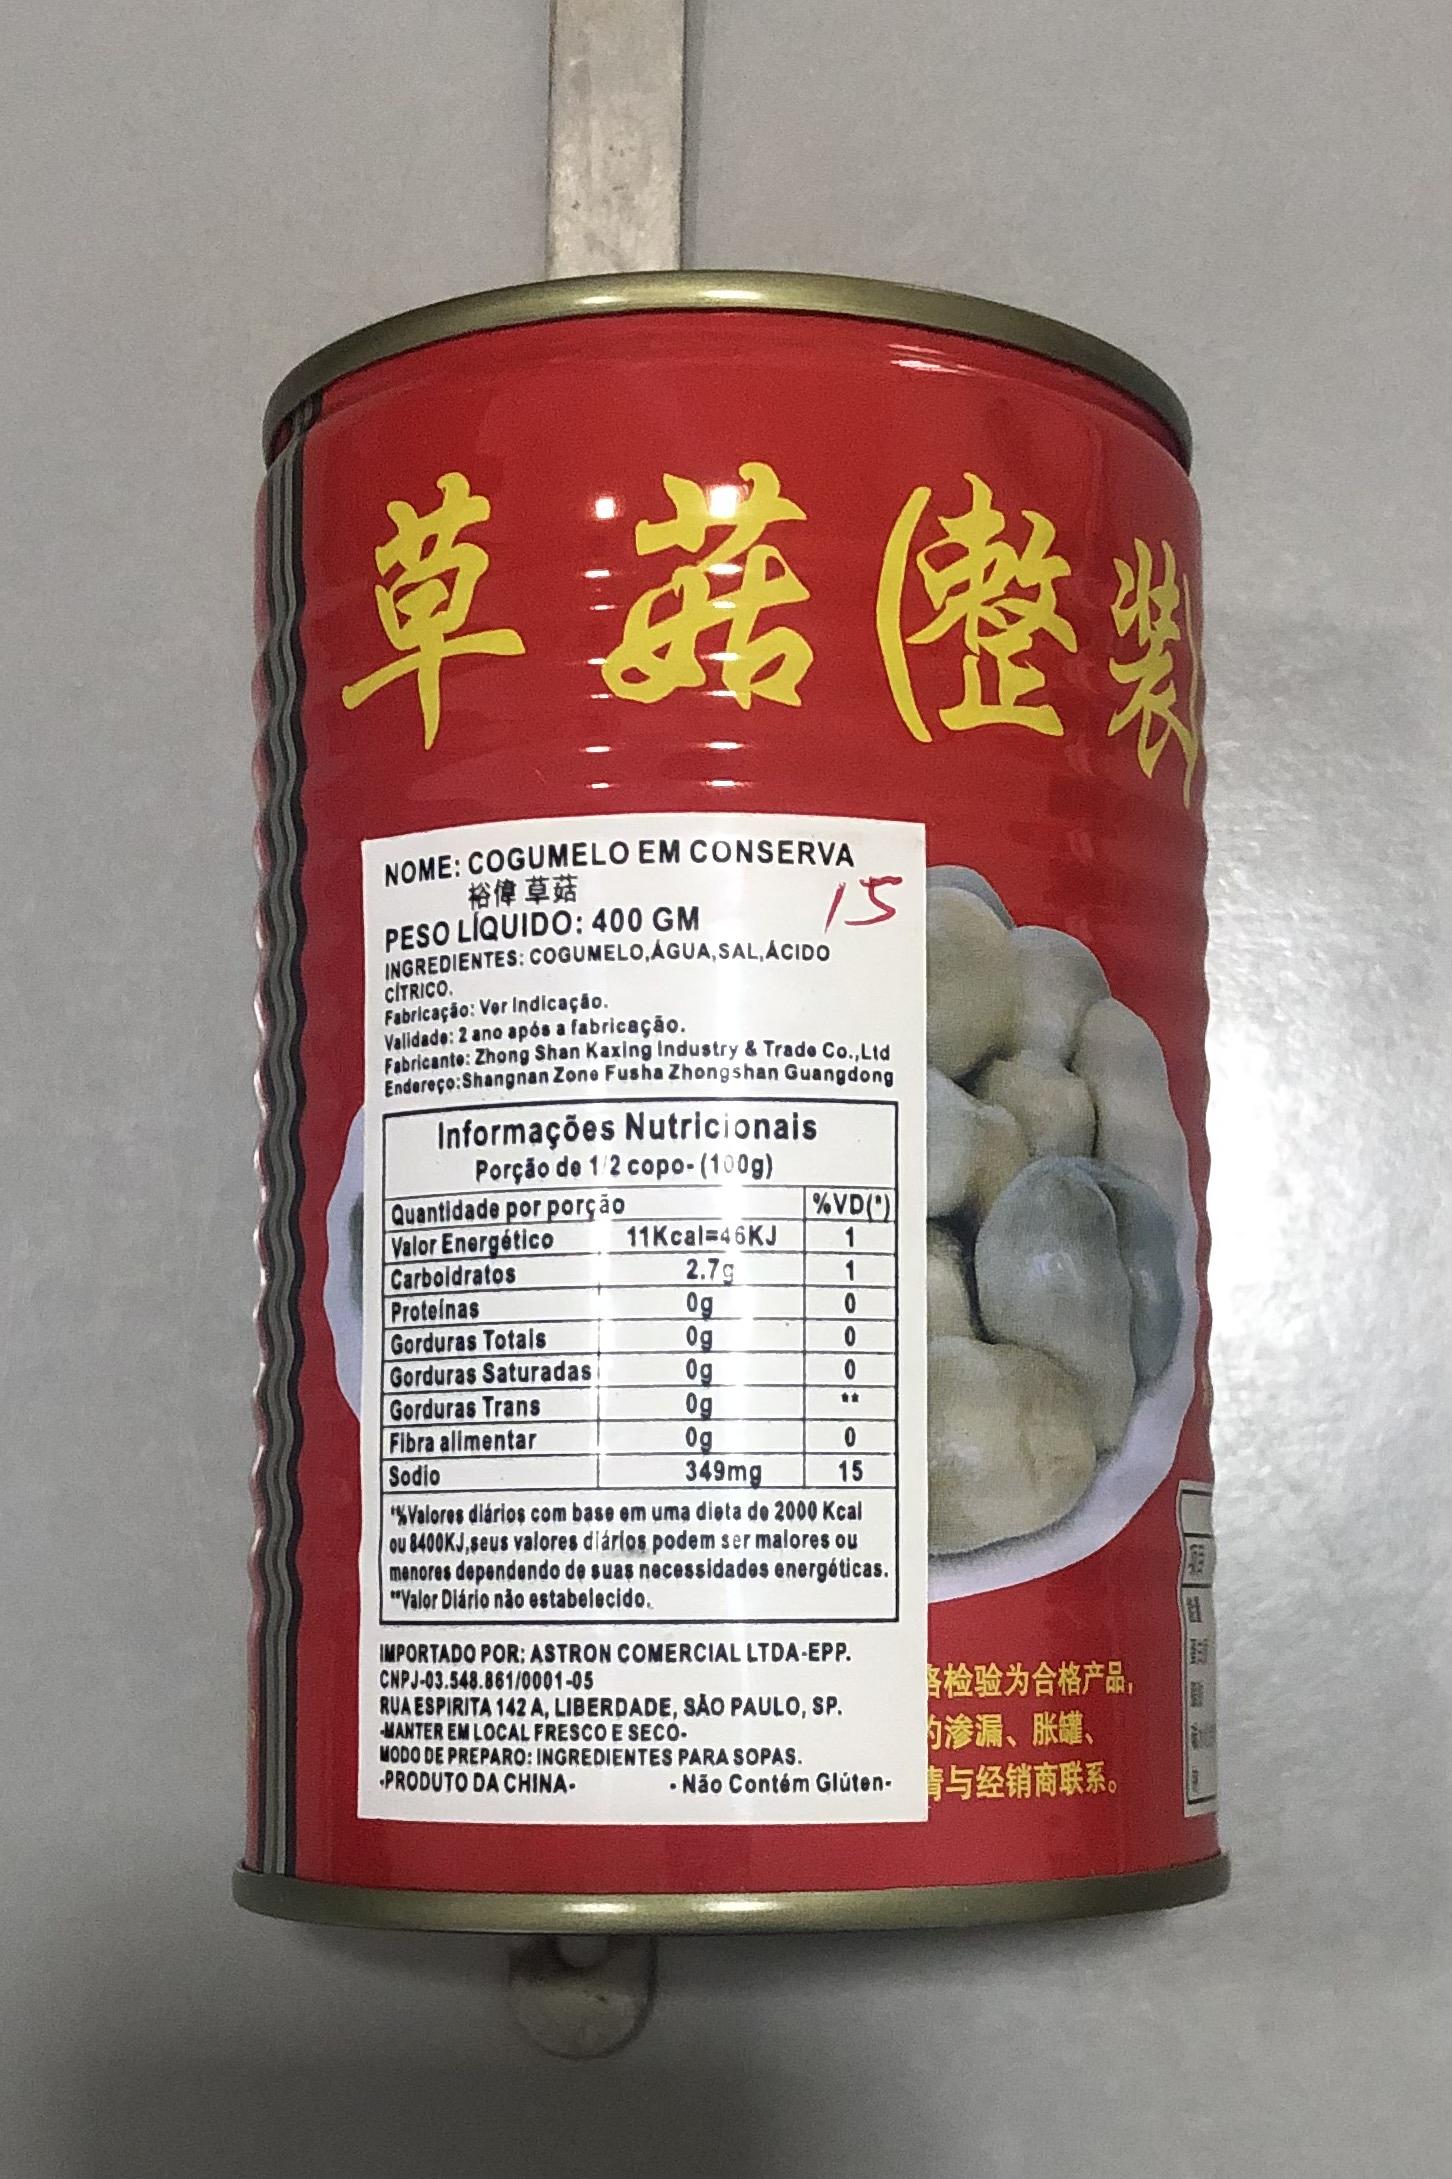 草菇(整装)
NOME: COGUMELO EM CONSERVA
裕偉草菇
15
PESO LÍQUIDO: 400 GM
INGREDIENTES: COGUMELO,ÁGUA,SAL,ÁCIDO
CÍTRICO.
Fabricação: Ver Indicação.
Validade: 2 ano após a fabricação.
Fabricante: Zhong Shan Kaxing Industry & Trade Co.,Ltd
Endereço:Shangnan Zone Fusha Zhongshan Guangdong
Informações Nutricionais
Porção de 1/2 copo- (100g)
Quantidade por porção %VD(*)
Valor Energético 11Kcal=46KJ 1
Carboidratos 2.7g 1
Proteínas 0g 0
Gorduras Totais 0g 0
Gorduras Saturadas 0g 0
Gorduras Trans 0g **
Fibra alimentar 0g 0
Sodio 349mg 15
*%Valores diários com base em uma dieta de 2000 Kcal
ou 8400KJ,seus valores diários podem ser maiores ou
menores dependendo de suas necessidades energéticas.
**Valor Diário não estabelecido.
IMPORTADO POR: ASTRON COMERCIAL LTDA-EPP.
CNPJ-03.548.861/0001-05
RUA ESPIRITA 142 A, LIBERDADE, SÃO PAULO, SP.
-MANTER EM LOCAL FRESCO E SECO-
MODO DE PREPARO: INGREDIENTES PARA SOPAS.
-PRODUTO DA CHINA- - Não Contém Glúten-
检验为合格产品,
渗漏、胀罐、
与经销商联系。